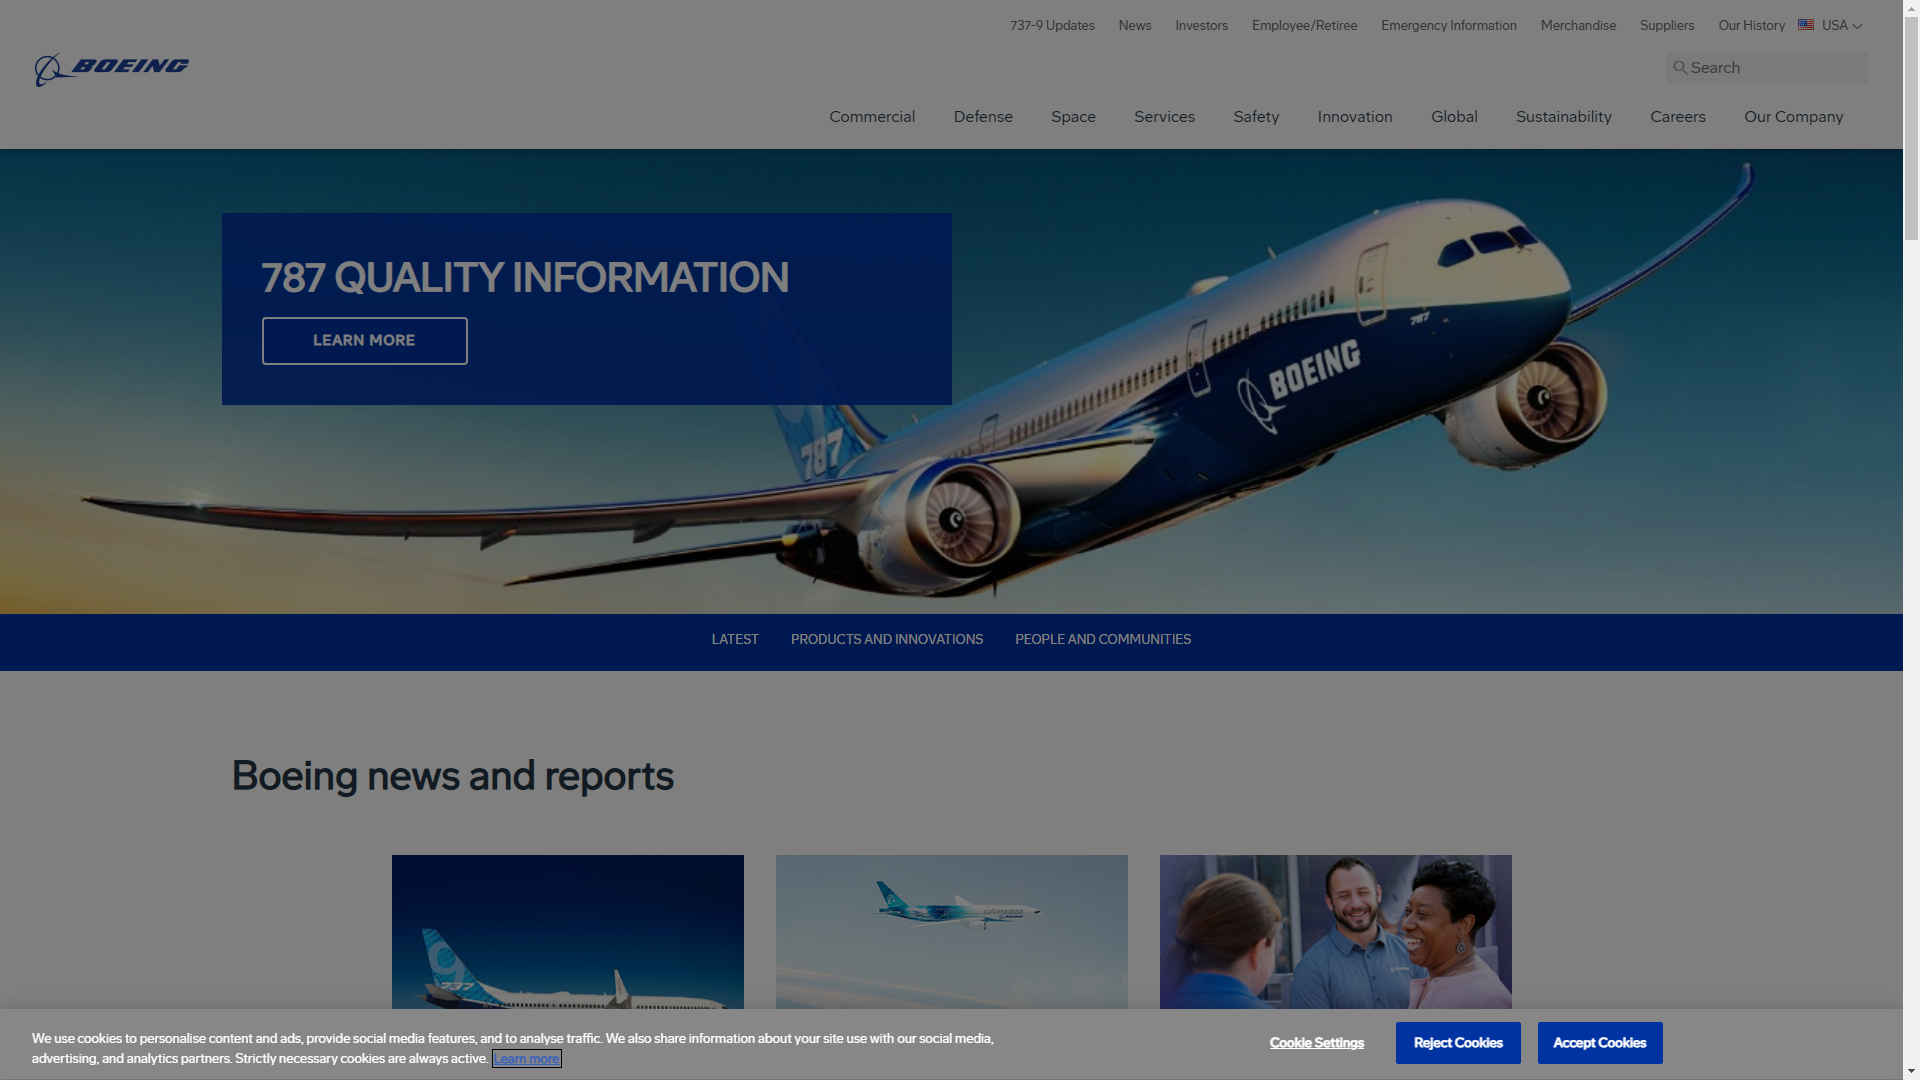 737-9 Updates News Investors Employee/Retiree Emergency Information Merchandise Suppliers Our History USA
BOEING
Search
Commercial Defense Space Services Safety Innovation Global Sustainability Careers Our Company
787 QUALITY INFORMATION
LEARN MORE
787
BOEING
787
LATEST PRODUCTS AND INNOVATIONS PEOPLE AND COMMUNITIES
Boeing news and reports
737
We use cookies to personalise content and ads, provide social media features, and to analyse traffic. We also share information about your site use with our social media,
advertising, and analytics partners. Strictly necessary cookies are always active. Learn more
Cookie Settings Reject Cookies Accept Cookies